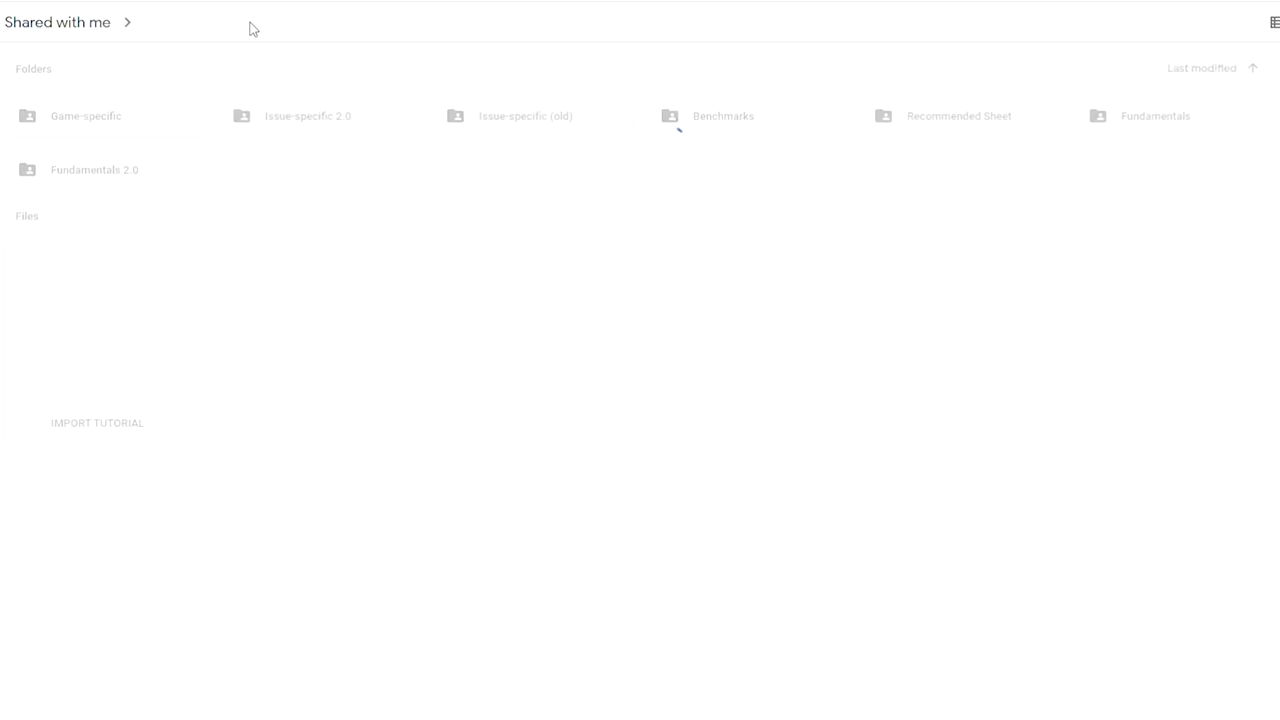 Shared with me
Folders
Last modified
Game-specific
Issue-specific 2.0
Issue-specific (old)
Benchmarks
Recommended Sheet
Fundamentals
Fundamentals 2.0
Files
IMPORT TUTORIAL